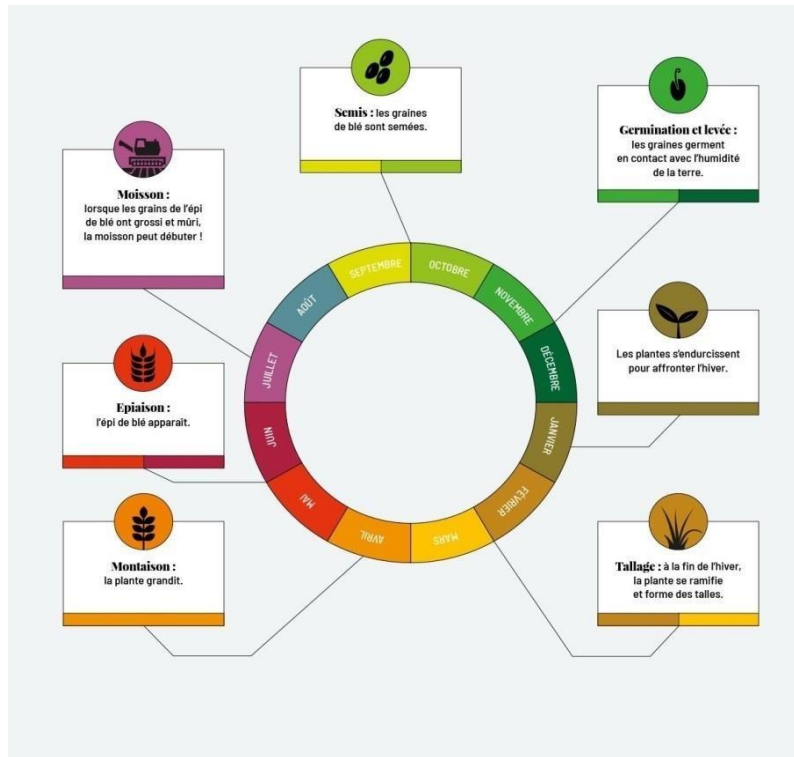 Semis : les graines
de blé sont semées.
Germination et levée :
les graines germent
en contact avec l'humidité
de la terre.
Les plantes s'endurcissent
pour affronter l'hiver.
Tallage : à la fin de l'hiver,
la plante se ramifie
et forme des talles.
Montaison :
la plante grandit.
Epiaison :
l'épi de blé apparaît.
Moisson :
lorsque les grains de l'épi
de blé ont grossi et mûri,
la moisson peut débuter !
SEPTEMBRE
OCTOBRE
NOVEMBRE
DÉCEMBRE
JANVIER
FÉVRIER
MARS
AVRIL
MAI
JUIN
JUILLET
AOÛT